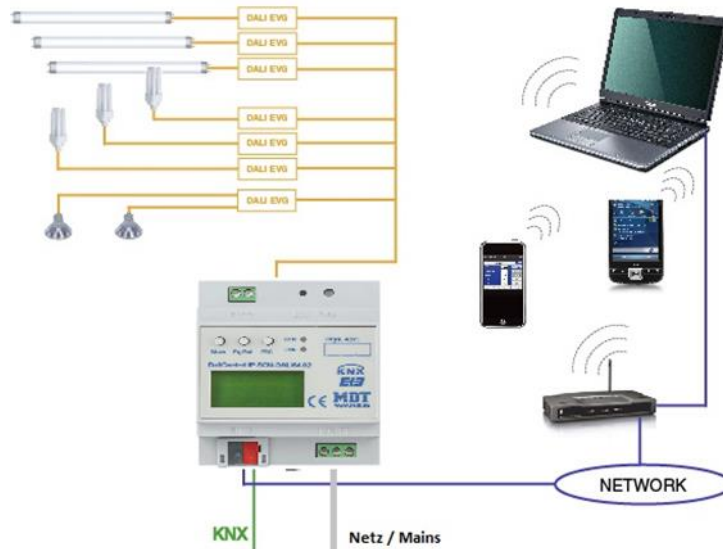 DALI EVG
DALI EVG
DALI EVG
DALI EVG
DALI EVG
DALI EVG
DALI EVG
KNX
MDT
CE
NETWORK
KNX
Netz / Mains